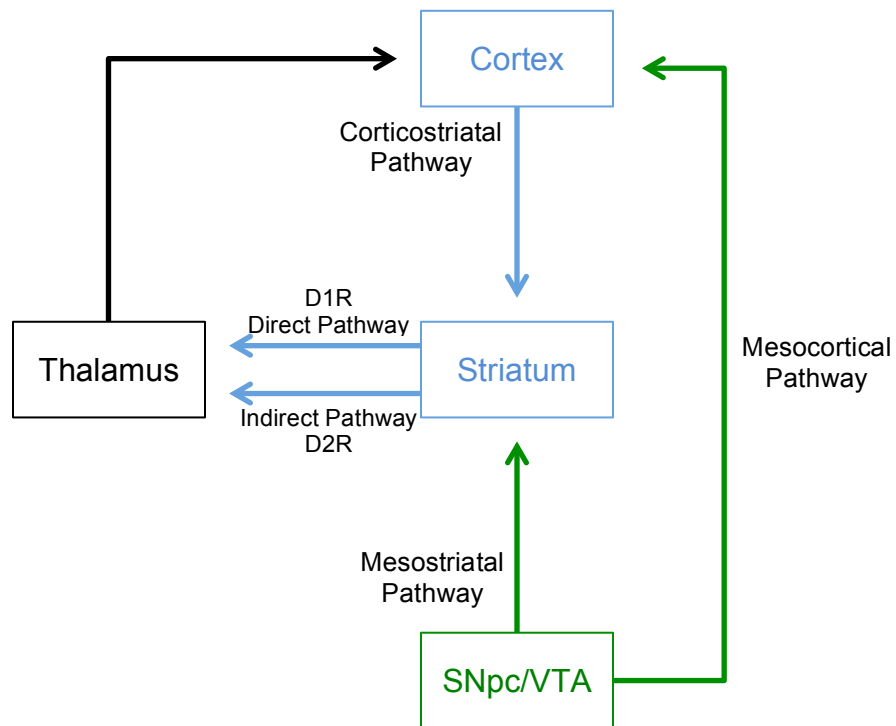 Cortex
Corticostriatal
Pathway
D1R
Direct Pathway
Thalamus
Striatum
Mesocortical
Pathway
Indirect Pathway
D2R
Mesostriatal
Pathway
SNpc/VTA